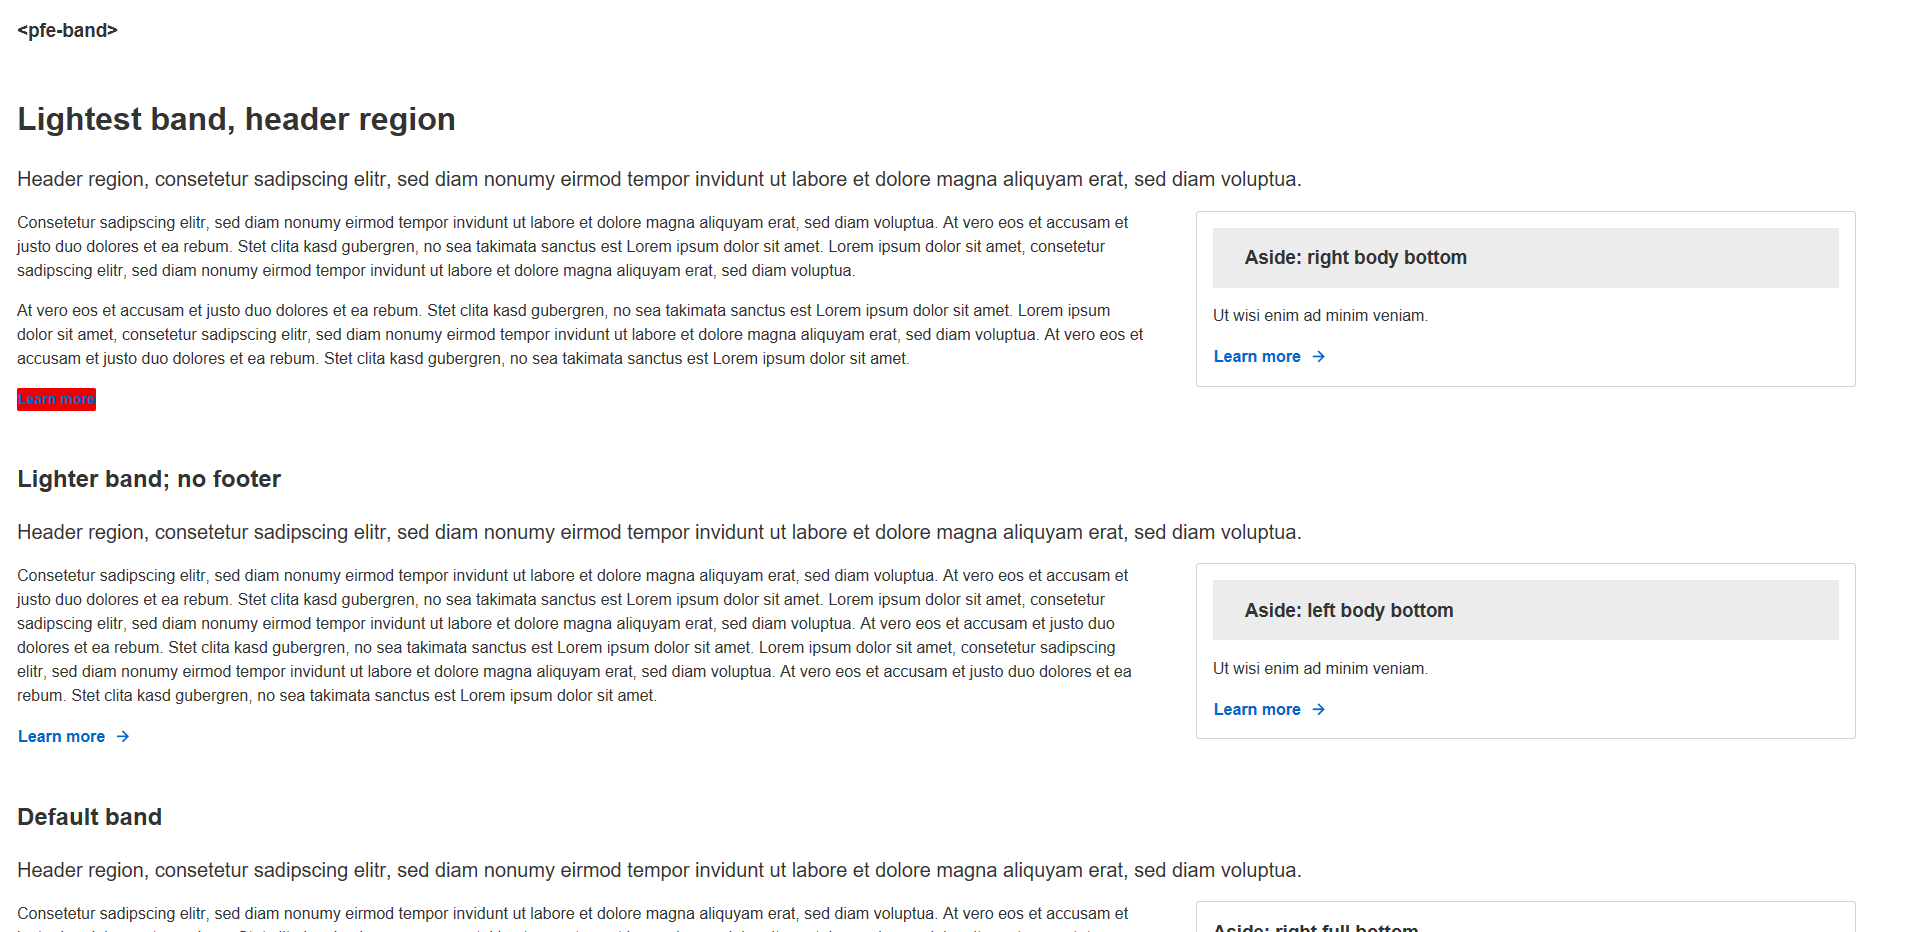 <pfe-band>
Lightest band, header region
Header region, consetetur sadipscing elitr, sed diam nonumy eirmod tempor invidunt ut labore et dolore magna aliquyam erat, sed diam voluptua.
Consetetur sadipscing elitr, sed diam nonumy eirmod tempor invidunt ut labore et dolore magna aliquyam erat, sed diam voluptua. At vero eos et accusam et
justo duo dolores et ea rebum. Stet clita kasd gubergren, no sea takimata sanctus est Lorem ipsum dolor sit amet. Lorem ipsum dolor sit amet, consetetur
sadipscing elitr, sed diam nonumy eirmod tempor invidunt ut labore et dolore magna aliquyam erat, sed diam voluptua.
At vero eos et accusam et justo duo dolores et ea rebum. Stet clita kasd gubergren, no sea takimata sanctus est Lorem ipsum dolor sit amet. Lorem ipsum
dolor sit amet, consetetur sadipscing elitr, sed diam nonumy eirmod tempor invidunt ut labore et dolore magna aliquyam erat, sed diam voluptua. At vero eos et
accusam et justo duo dolores et ea rebum. Stet clita kasd gubergren, no sea takimata sanctus est Lorem ipsum dolor sit amet.
Learn more
Aside: right body bottom
Ut wisi enim ad minim veniam.
Learn more
Lighter band; no footer
Header region, consetetur sadipscing elitr, sed diam nonumy eirmod tempor invidunt ut labore et dolore magna aliquyam erat, sed diam voluptua.
Consetetur sadipscing elitr, sed diam nonumy eirmod tempor invidunt ut labore et dolore magna aliquyam erat, sed diam voluptua. At vero eos et accusam et
justo duo dolores et ea rebum. Stet clita kasd gubergren, no sea takimata sanctus est Lorem ipsum dolor sit amet. Lorem ipsum dolor sit amet, consetetur
sadipscing elitr, sed diam nonumy eirmod tempor invidunt ut labore et dolore magna aliquyam erat, sed diam voluptua. At vero eos et accusam et justo duo
dolores et ea rebum. Stet clita kasd gubergren, no sea takimata sanctus est Lorem ipsum dolor sit amet. Lorem ipsum dolor sit amet, consetetur sadipscing
elitr, sed diam nonumy eirmod tempor invidunt ut labore et dolore magna aliquyam erat, sed diam voluptua. At vero eos et accusam et justo duo dolores et ea
rebum. Stet clita kasd gubergren, no sea takimata sanctus est Lorem ipsum dolor sit amet.
Learn more
Aside: left body bottom
Ut wisi enim ad minim veniam.
Learn more
Default band
Header region, consetetur sadipscing elitr, sed diam nonumy eirmod tempor invidunt ut labore et dolore magna aliquyam erat, sed diam voluptua.
Consetetur sadipscing elitr, sed diam nonumy eirmod tempor invidunt ut labore et dolore magna aliquyam erat, sed diam voluptua. At vero eos et accusam et
Aside: right full bottom